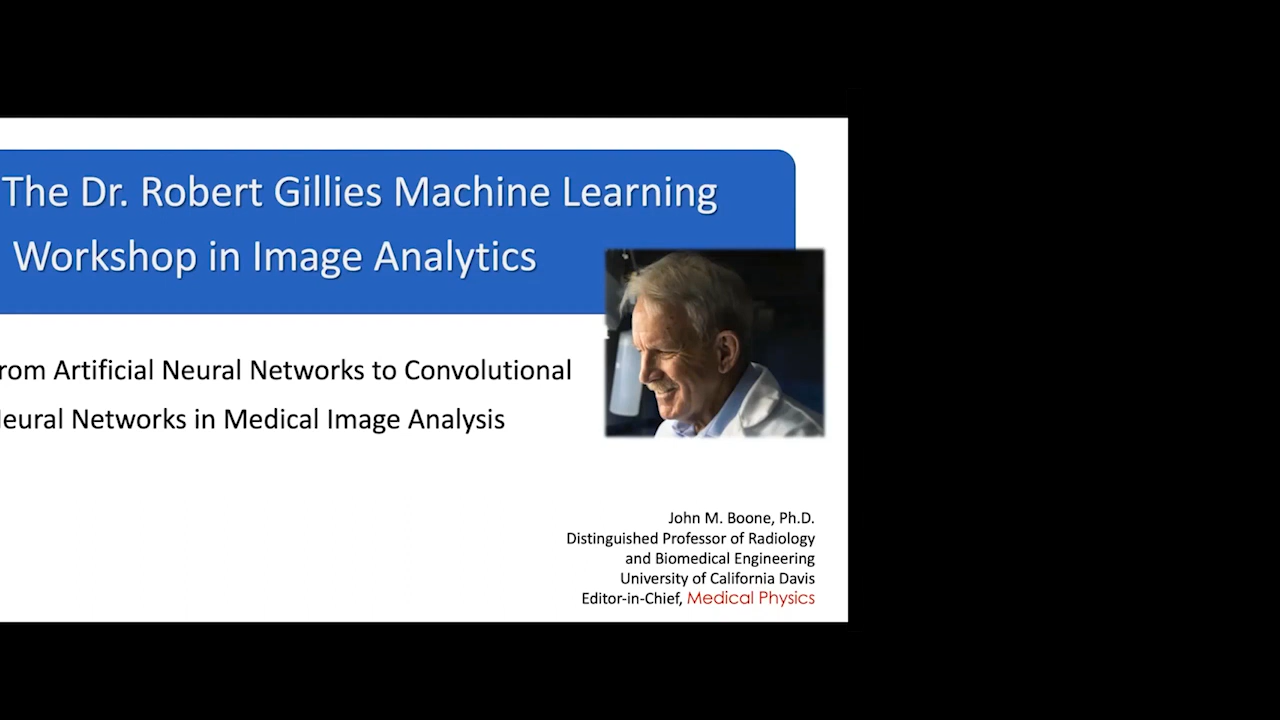 The Dr. Robert Gillies Machine Learning
Workshop in Image Analytics
rom Artificial Neural Networks to Convolutional
eural Networks in Medical Image Analysis
John M. Boone, Ph.D.
Distinguished Professor of Radiology
and Biomedical Engineering
University of California Davis
Editor-in-Chief, Medical Physics